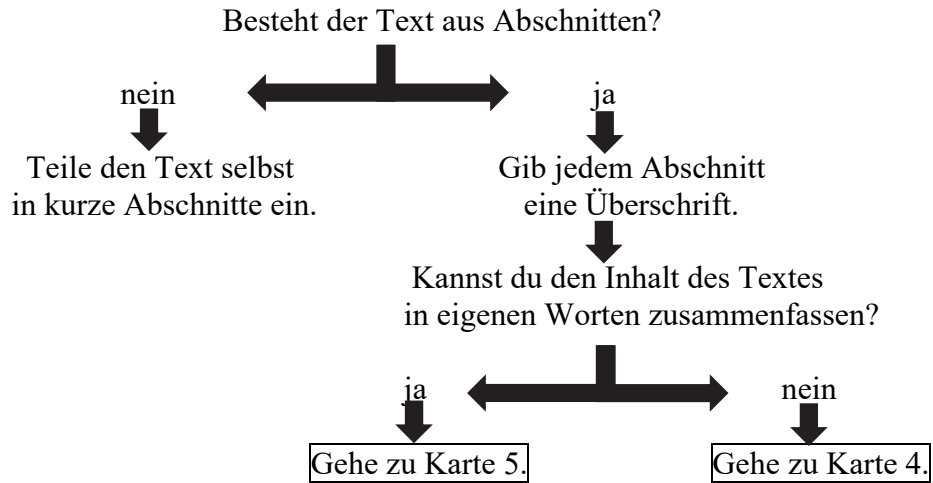 Besteht der Text aus Abschnitten?
nein
ja
Teile den Text selbst
in kurze Abschnitte ein.
Gib jedem Abschnitt
eine Überschrift.
Kannst du den Inhalt des Textes
in eigenen Worten zusammenfassen?
ja
nein
Gehe zu Karte 5.
Gehe zu Karte 4.